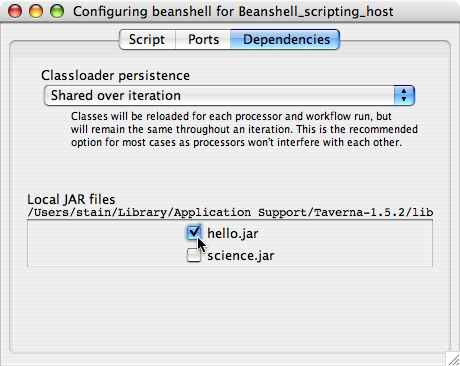 Configuring beanshell for Beanshell_scripting_host
Script Ports Dependencies
Classloader persistence
Shared over iteration
Classes will be reloaded for each processor and workflow run, but
will remain the same throughout an iteration. This is the recommended
option for most cases as processors won't interfere with each other.
Local JAR files
/Users/stain/Library/Application Support/Taverna-1.5.2/lib
hello.jar
science.jar